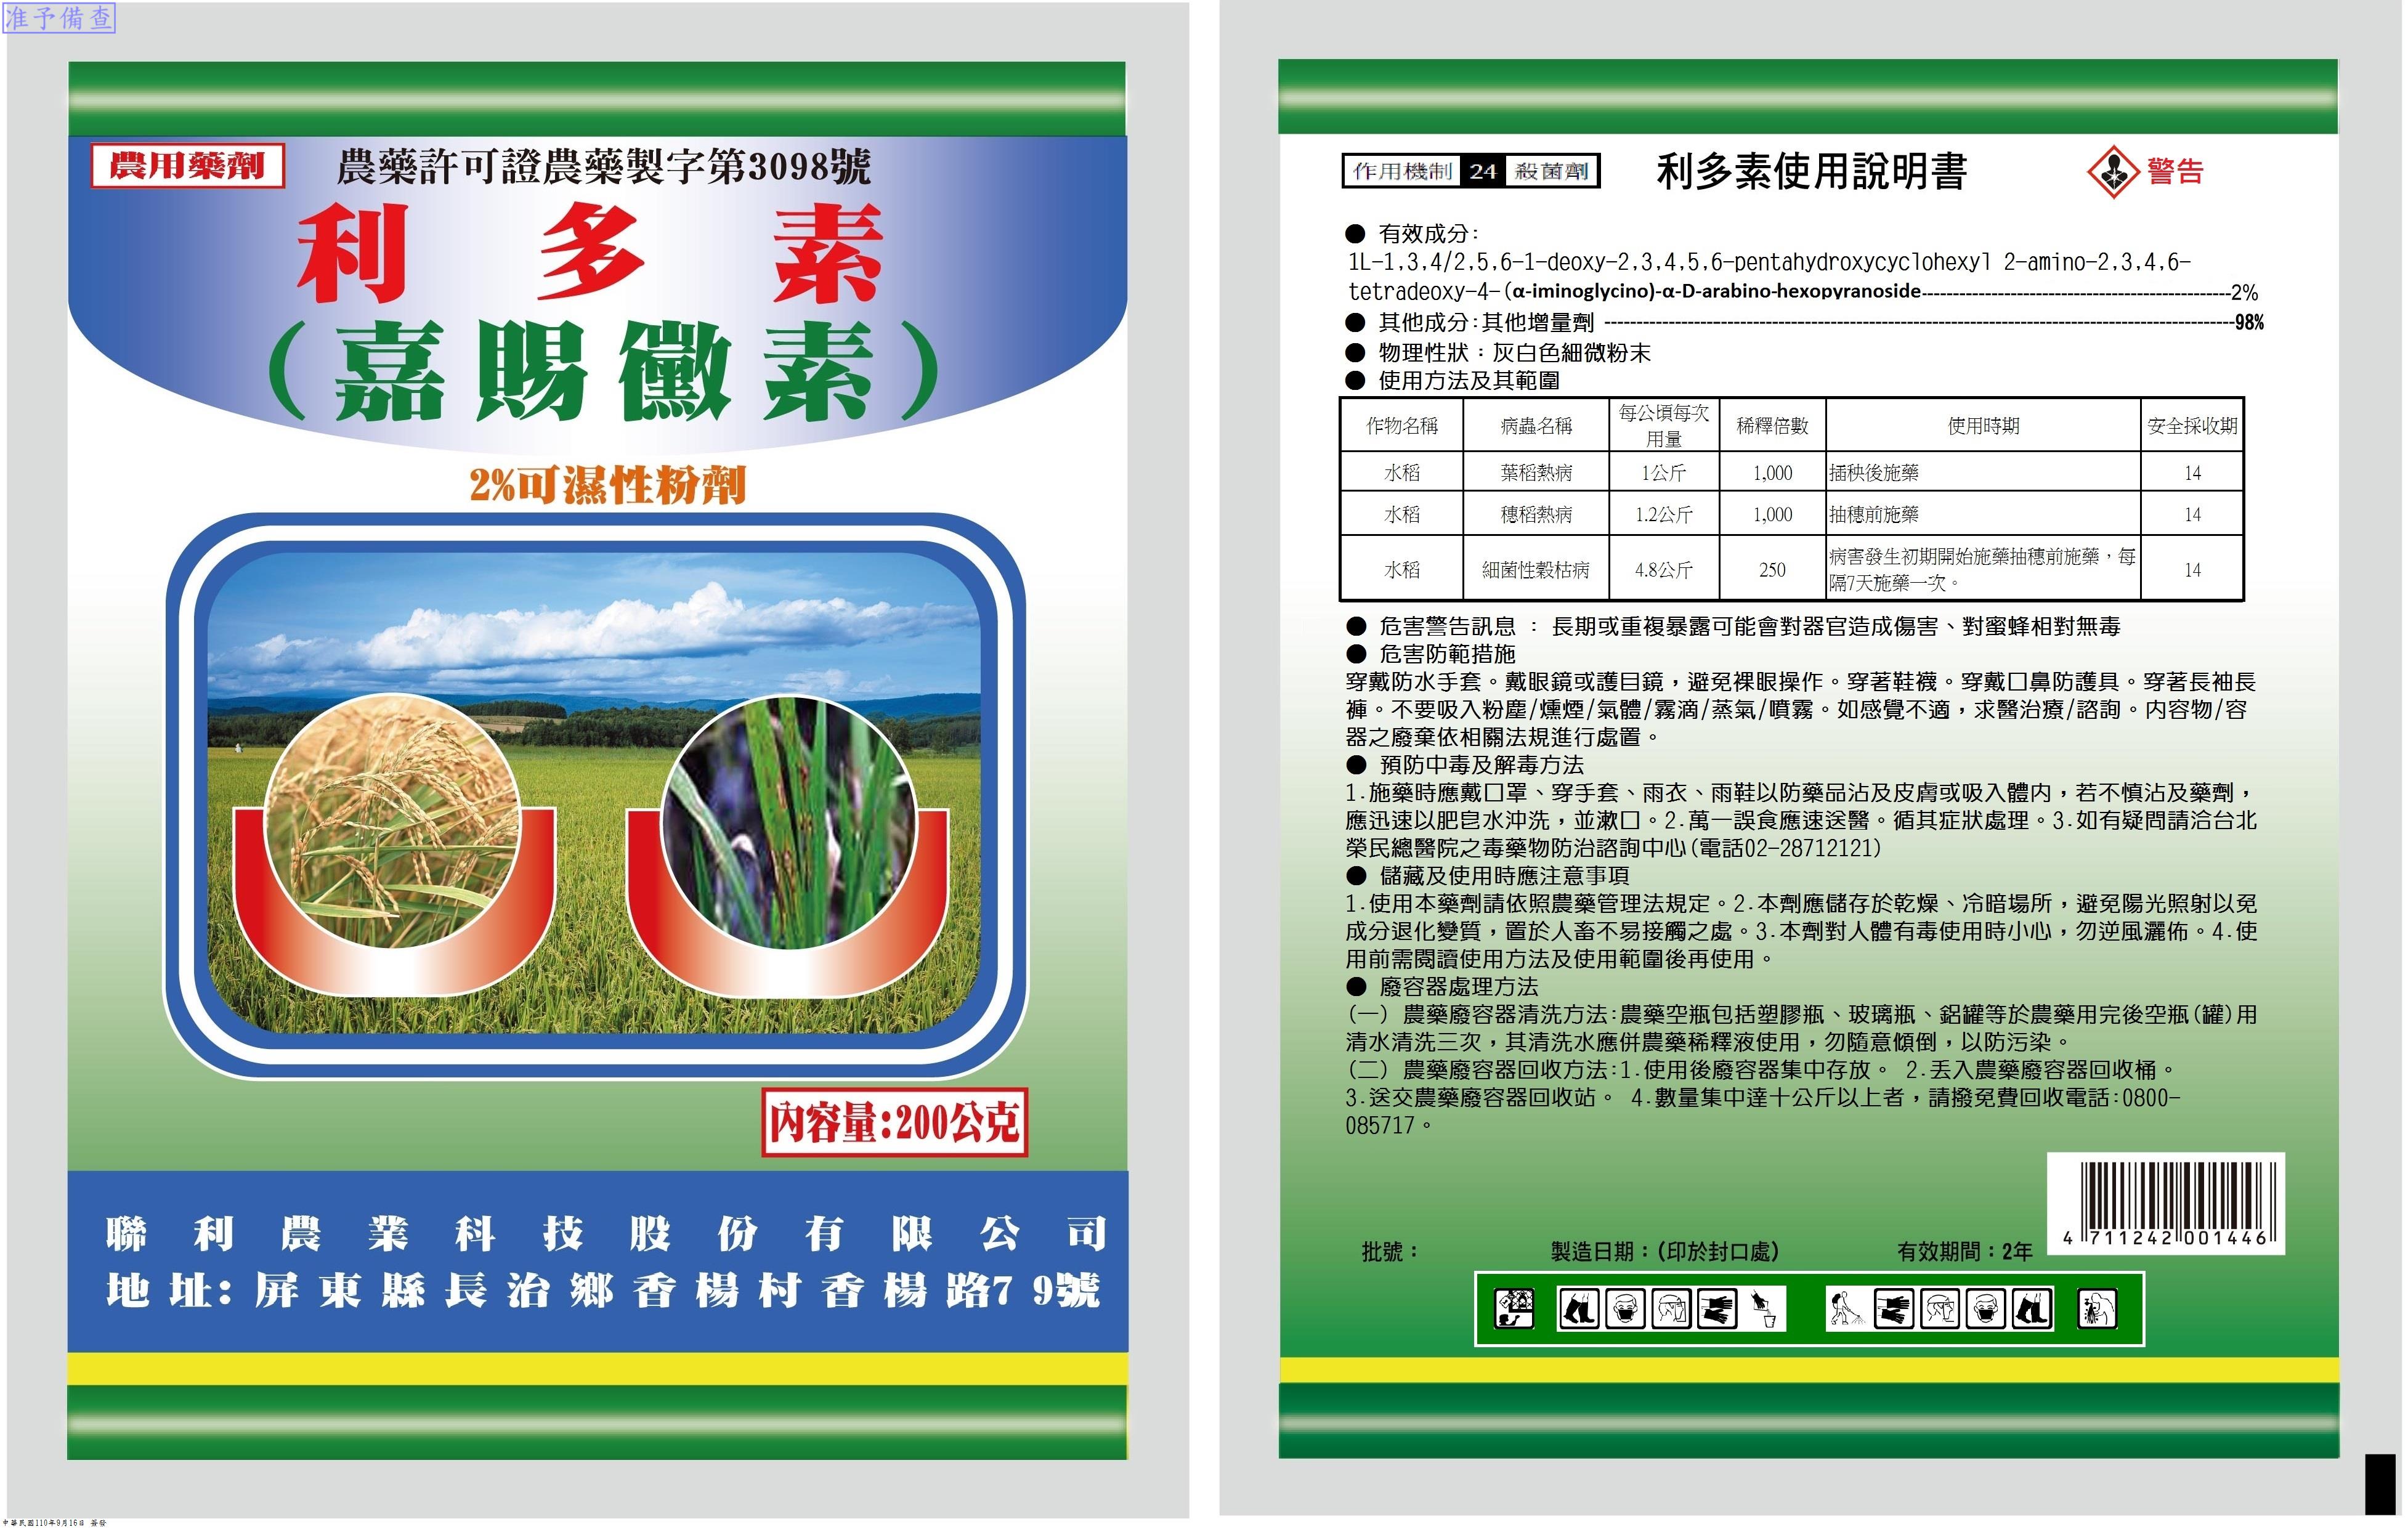 准予備查
農用藥劑
農藥許可證農藥製字第3098號
利多素
(嘉賜黴素)
2%可濕性粉劑
內容量:200公克
聯利農業科技股份有限公司
地址:屏東縣長治鄉香楊村香楊路79號
中華民國110年9月16日 簽發
作用機制 24 殺菌劑
利多素使用說明書
警告
● 有效成分:
1L-1,3,4/2,5,6-1-deoxy-2,3,4,5,6-pentahydroxycyclohexyl 2-amino-2,3,4,6-
tetradeoxy-4-(α-iminoglycino)-α-D-arabino-hexopyranoside--------------------------------------------------2%
● 其他成分:其他增量劑 ----------------------------------------------------------------------------------------------------98%
● 物理性狀：灰白色細微粉末
● 使用方法及其範圍
作物名稱 病蟲名稱 每公頃每次用量 稀釋倍數 使用時期 安全採收期
水稻 葉稻熱病 1公斤 1,000 插秧後施藥 14
水稻 穗稻熱病 1.2公斤 1,000 抽穗前施藥 14
水稻 細菌性穀枯病 4.8公斤 250 病害發生初期開始施藥抽穗前施藥，每隔7天施藥一次。 14
● 危害警告訊息 : 長期或重複暴露可能會對器官造成傷害、對蜜蜂相對無毒
● 危害防範措施
穿戴防水手套。戴眼鏡或護目鏡，避免裸眼操作。穿著鞋襪。穿戴口鼻防護具。穿著長袖長
褲。不要吸入粉塵/燻煙/氣體/霧滴/蒸氣/噴霧。如感覺不適，求醫治療/諮詢。內容物/容
器之廢棄依相關法規進行處置。
● 預防中毒及解毒方法
1.施藥時應戴口罩、穿手套、雨衣、雨鞋以防藥品沾及皮膚或吸入體內，若不慎沾及藥劑，
應迅速以肥皂水沖洗，並漱口。2.萬一誤食應速送醫。循其症狀處理。3.如有疑問請洽台北
榮民總醫院之毒藥物防治諮詢中心(電話02-28712121)
● 儲藏及使用時應注意事項
1.使用本藥劑請依照農藥管理法規定。2.本劑應儲存於乾燥、冷暗場所，避免陽光照射以免
成分退化變質，置於人畜不易接觸之處。3.本劑對人體有毒使用時小心，勿逆風灑佈。4.使
用前需閱讀使用方法及使用範圍後再使用。
● 廢容器處理方法
(一) 農藥廢容器清洗方法:農藥空瓶包括塑膠瓶、玻璃瓶、鋁罐等於農藥用完後空瓶(罐)用
清水清洗三次，其清洗水應併農藥稀釋液使用，勿隨意傾倒，以防污染。
(二) 農藥廢容器回收方法:1.使用後廢容器集中存放。 2.丟入農藥廢容器回收桶。
3.送交農藥廢容器回收站。 4.數量集中達十公斤以上者，請撥免費回收電話:0800-
085717。
4 711242 001446
批號： 製造日期：(印於封口處) 有效期間：2年